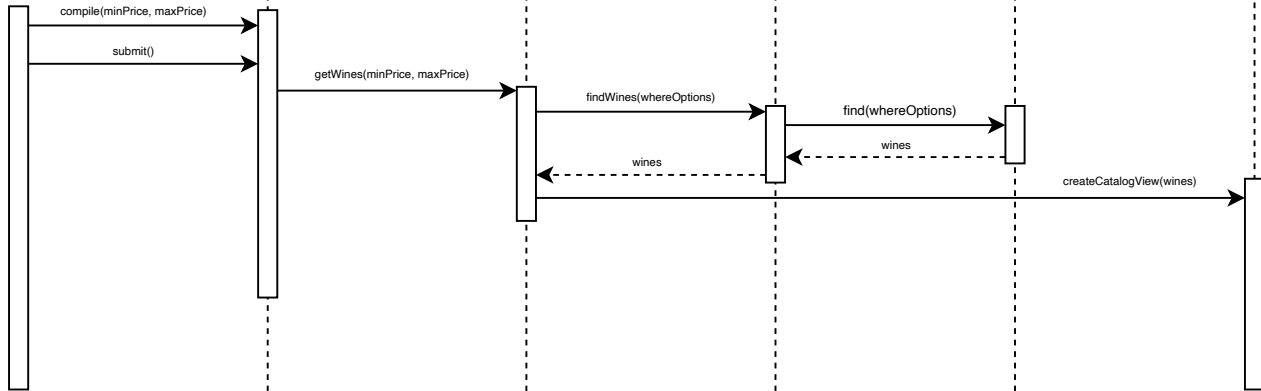 compile(minPrice, maxPrice)
submit()
getWines(minPrice, maxPrice)
findWines(whereOptions)
find(whereOptions)
wines
wines
createCatalogView(wines)